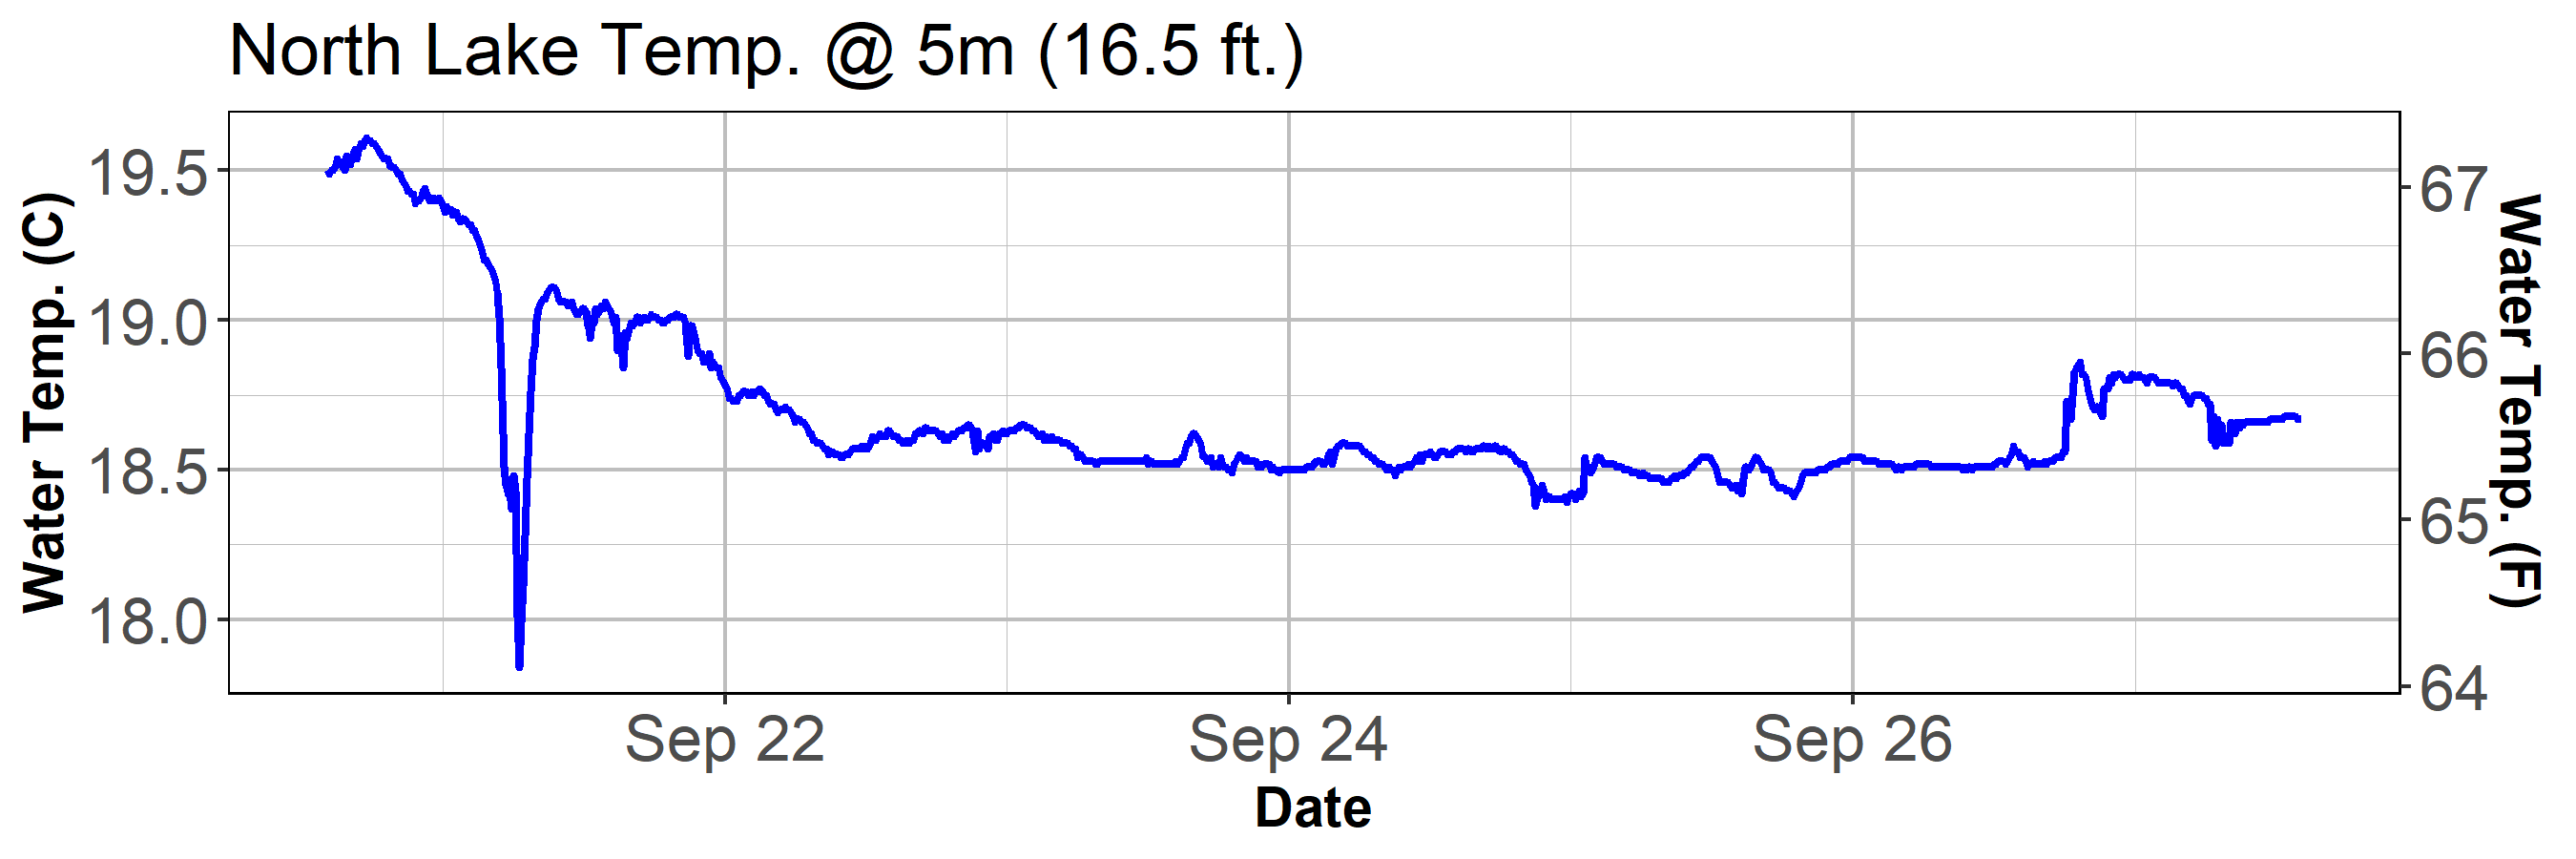 North Lake Temp. @ 5m (16.5 ft.)
Water Temp. (C)
19.5
19.0
18.5
18.0
67
66
65
64
Water Temp. (F)
Sep 22 Sep 24 Sep 26
Date